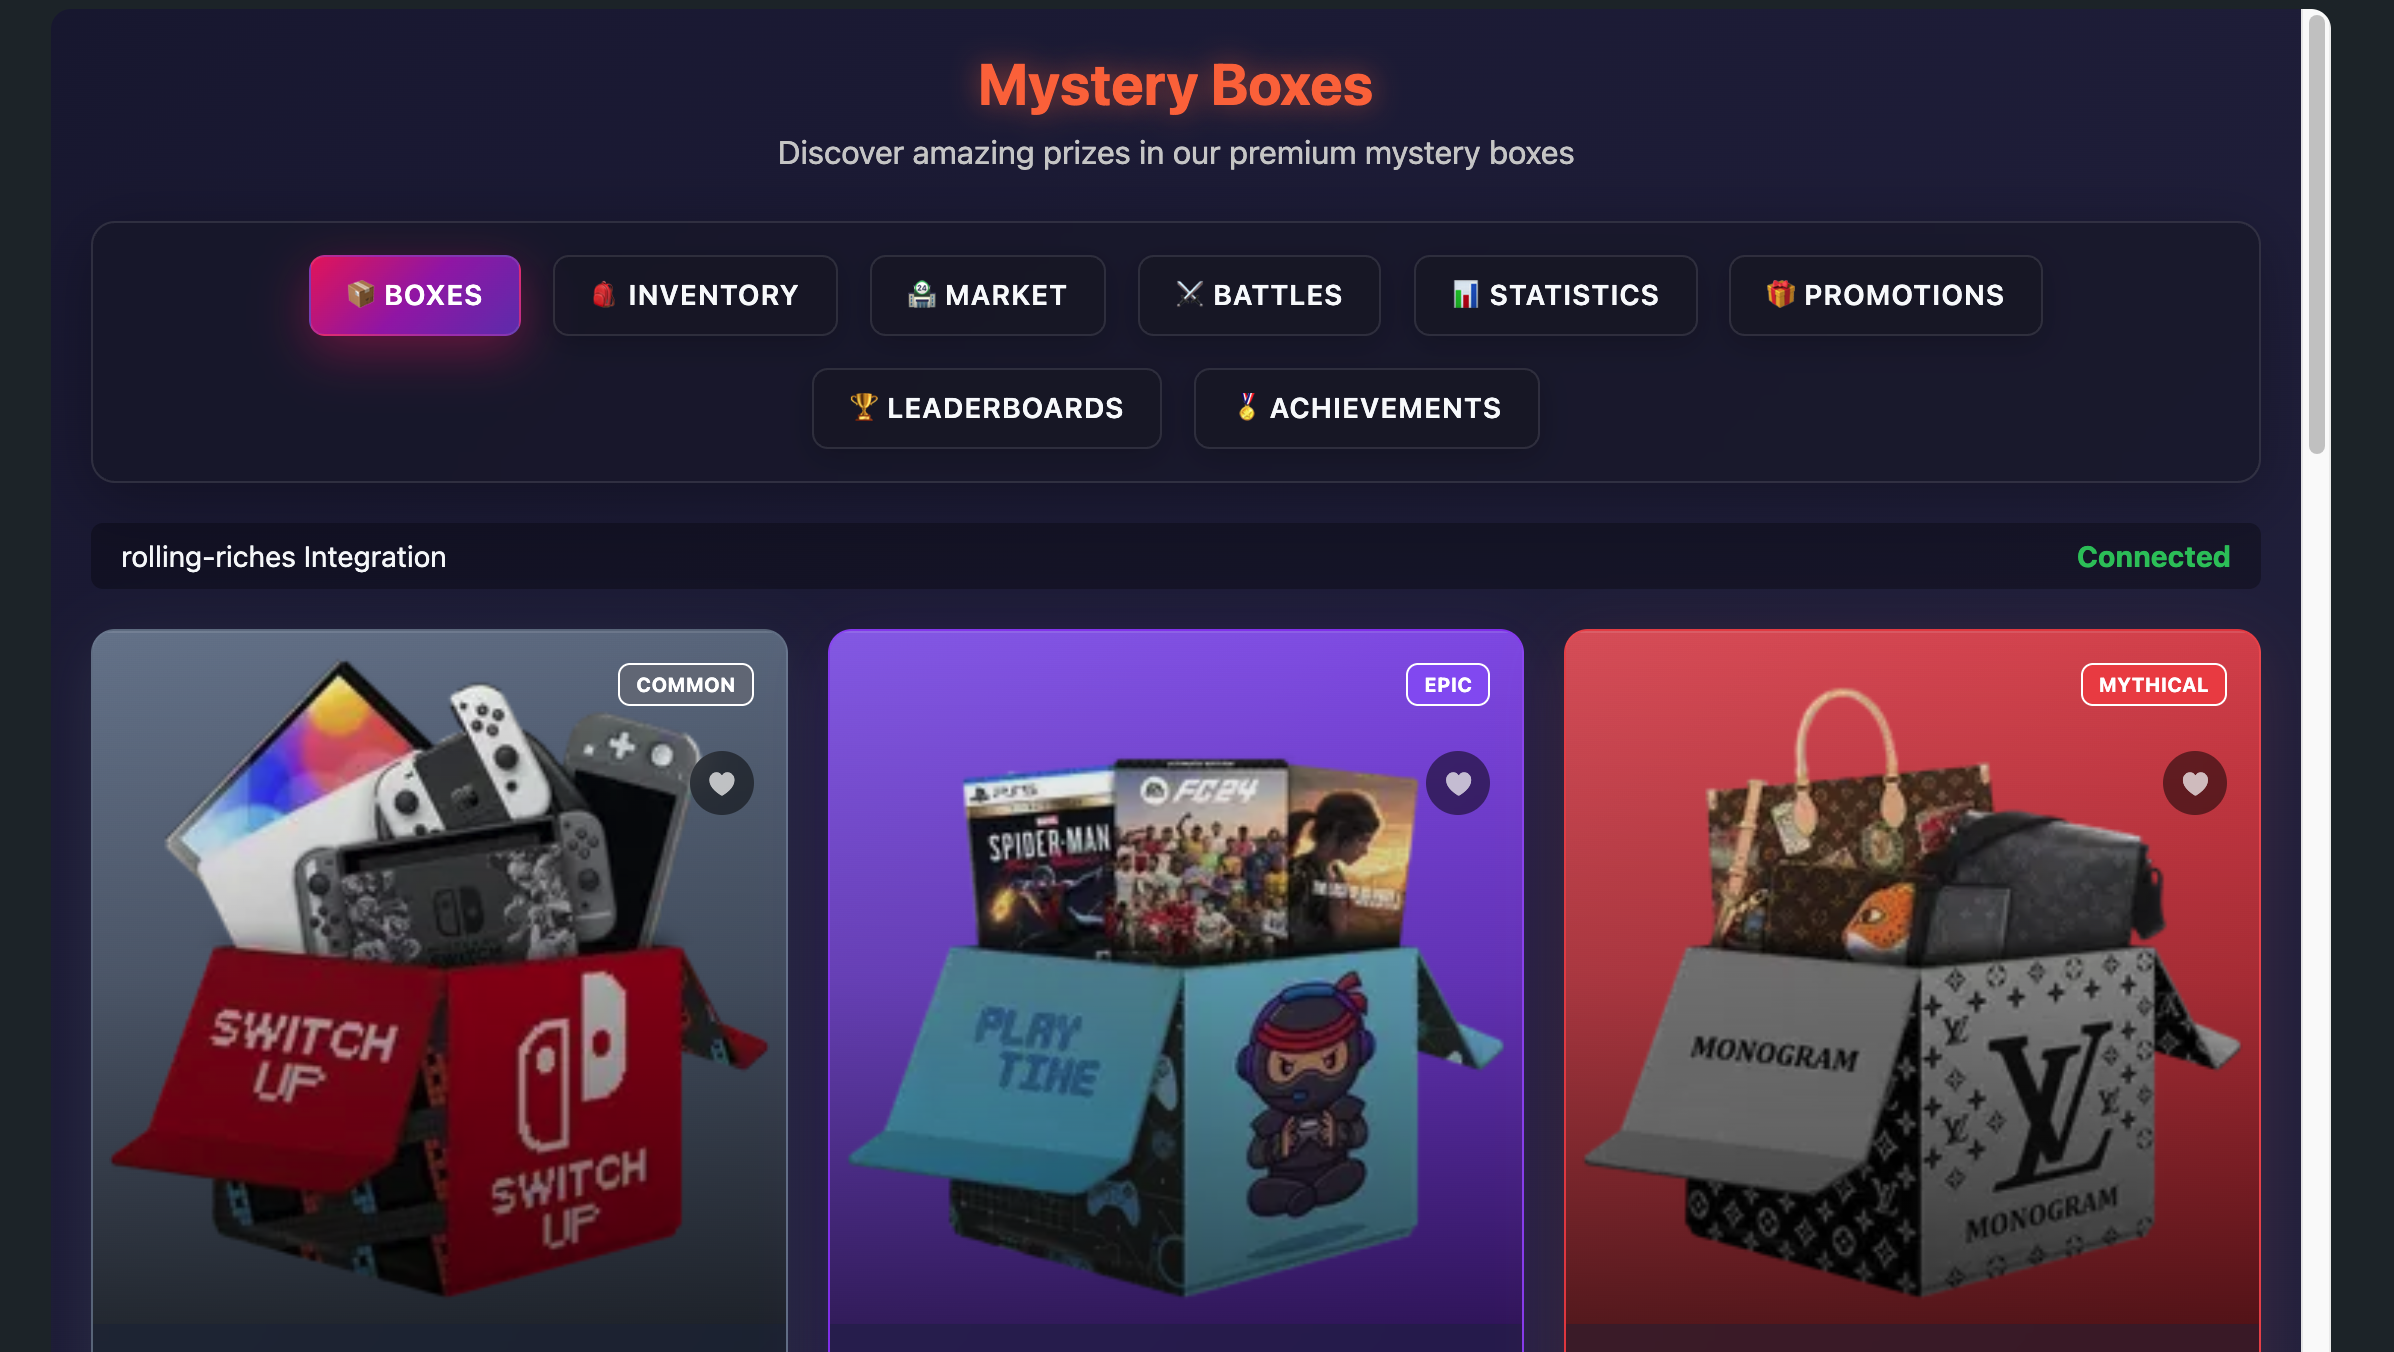 Mystery Boxes
Discover amazing prizes in our premium mystery boxes
BOXES
INVENTORY
MARKET
BATTLES
STATISTICS
PROMOTIONS
LEADERBOARDS
ACHIEVEMENTS
rolling-riches Integration
Connected
COMMON
SWITCH
UP
SWITCH
UP
EPIC
PS5
MARVEL
SPIDER-MAN
FC24
PLAY
TIME
MYTHICAL
MONOGRAM
LV
MONOGRAM